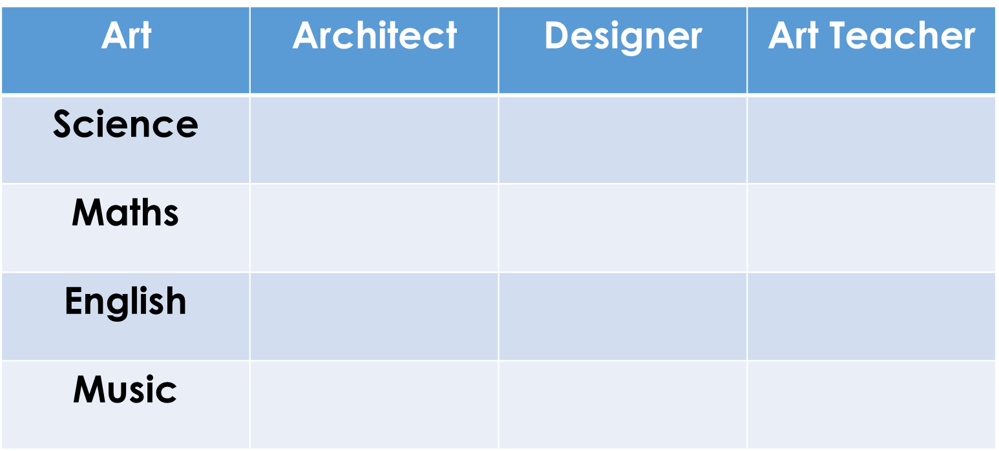 Art Architect Designer Art Teacher
Science
Maths
English
Music